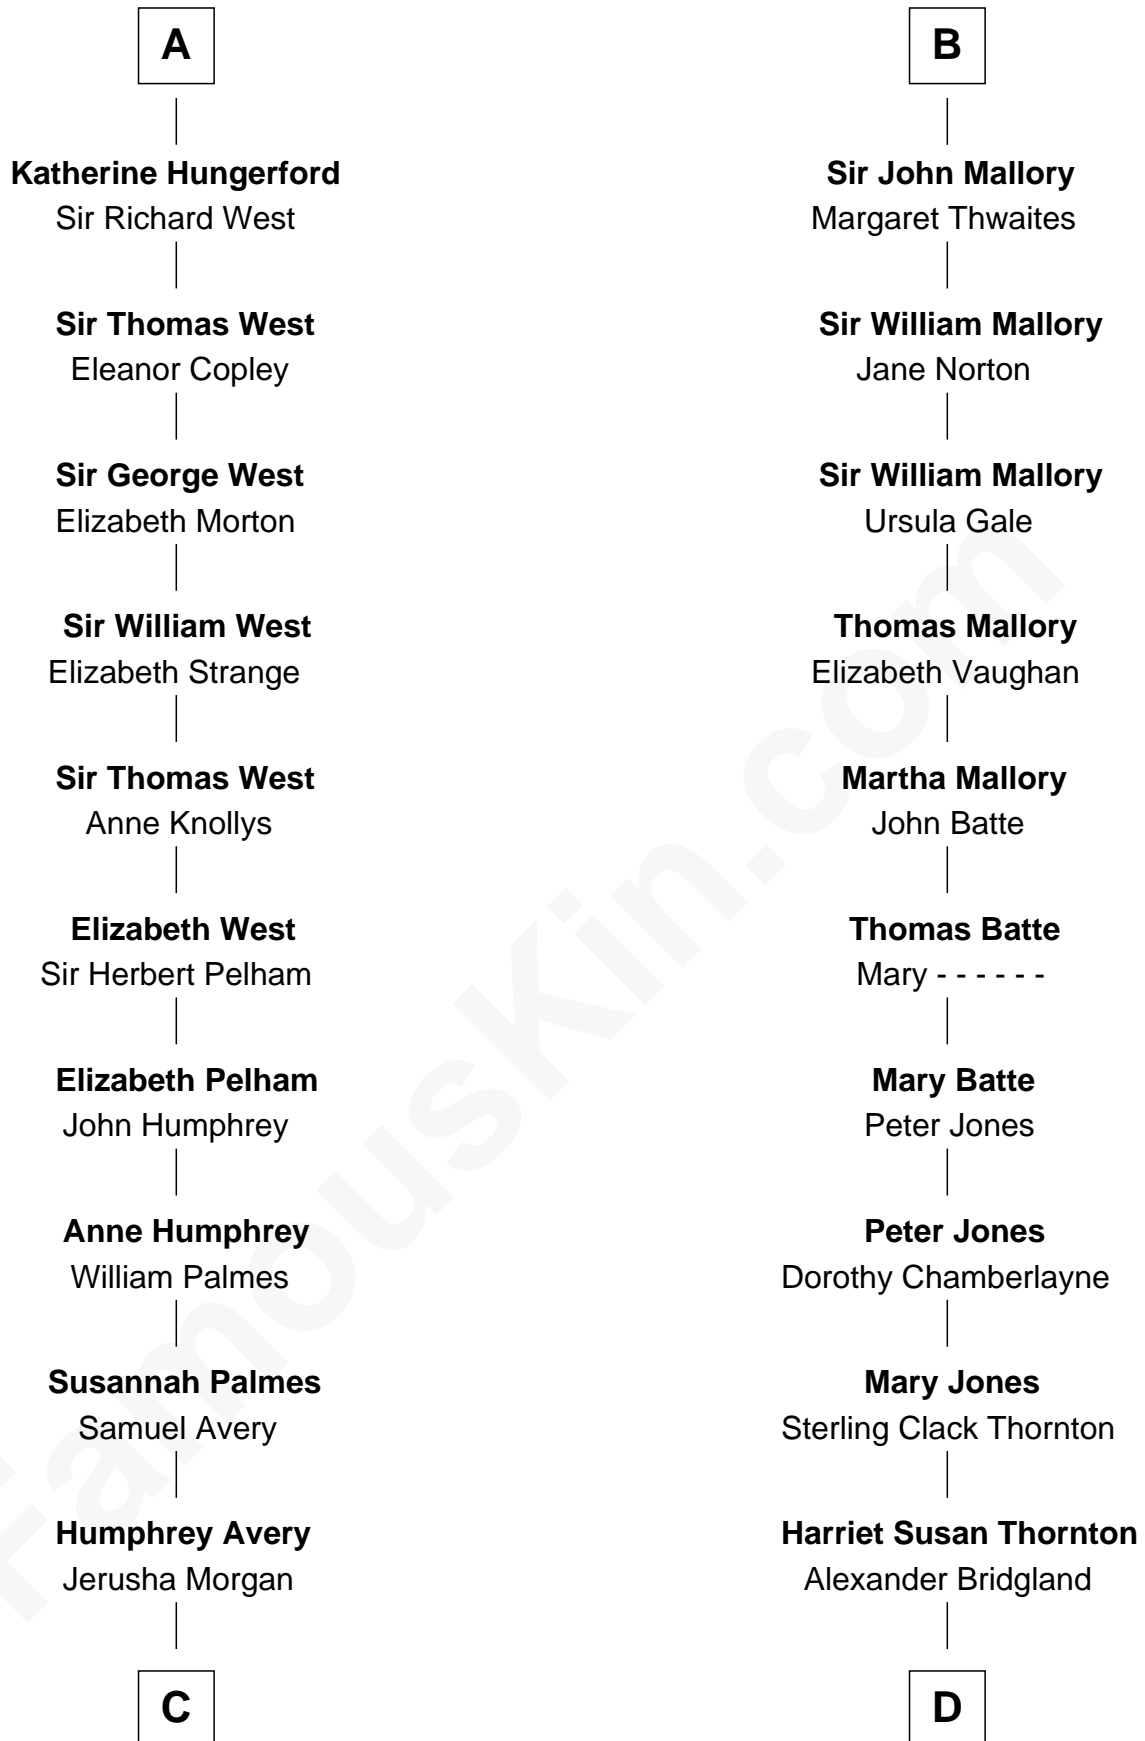 A
Katherine Hungerford
Sir Richard West
Sir Thomas West
Eleanor Copley
Sir George West
Elizabeth Morton
Sir William West
Elizabeth Strange
Sir Thomas West
Anne Knollys
Elizabeth West
Sir Herbert Pelham
Elizabeth Pelham
John Humphrey
Anne Humphrey
William Palmes
Susannah Palmes
Samuel Avery
Humphrey Avery
Jerusha Morgan
C
B
Sir John Mallory
Margaret Thwaites
Sir William Mallory
Jane Norton
Sir William Mallory
Ursula Gale
Thomas Mallory
Elizabeth Vaughan
Martha Mallory
John Batte
Thomas Batte
Mary - - - - - -
Mary Batte
Peter Jones
Peter Jones
Dorothy Chamberlayne
Mary Jones
Sterling Clack Thornton
Harriet Susan Thornton
Alexander Bridgland
D
FamousKin.com